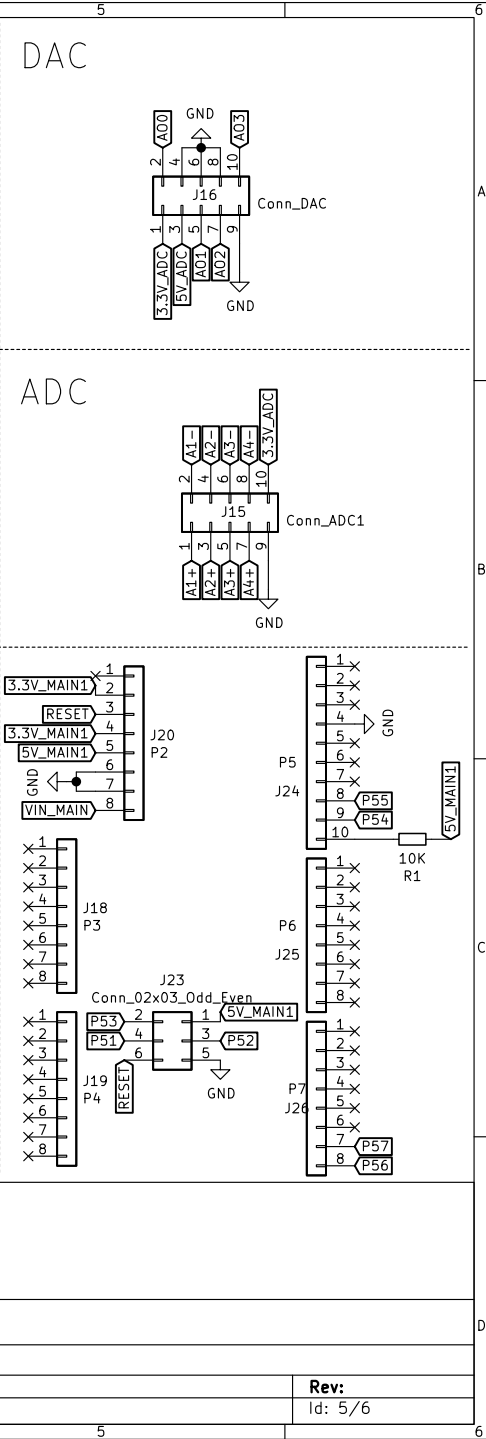 5
6
DAC
A
AO0
GND
AO3
2
4
6
8
10
J16
Conn_DAC
1
3
5
7
9
3.3V_ADC
5V_ADC
AO1
AO2
GND
ADC
A1-
A2-
A3-
A4-
3.3V_ADC
2
4
6
8
10
J15
Conn_ADC1
1
3
5
7
9
A1+
A2+
A3+
A4+
GND
B
3.3V_MAIN1
RESET
3.3V_MAIN1
5V_MAIN1
GND
VIN_MAIN
1
2
3
4
5
6
7
8
J20
P2
1
2
3
4
5
6
7
8
9
10
GND
P5
J24
P55
P54
5V_MAIN1
10K
R1
1
2
3
4
5
6
7
8
J18
P3
1
2
3
4
5
6
7
8
P6
J25
C
J23
Conn_02x03_Odd_Even
P53
2
1
5V_MAIN1
P51
4
3
P52
6
5
RESET
GND
1
2
3
4
5
6
7
8
J19
P4
1
2
3
4
5
6
7
8
P7
J26
P57
P56
D
Rev:
Id: 5/6
5
6